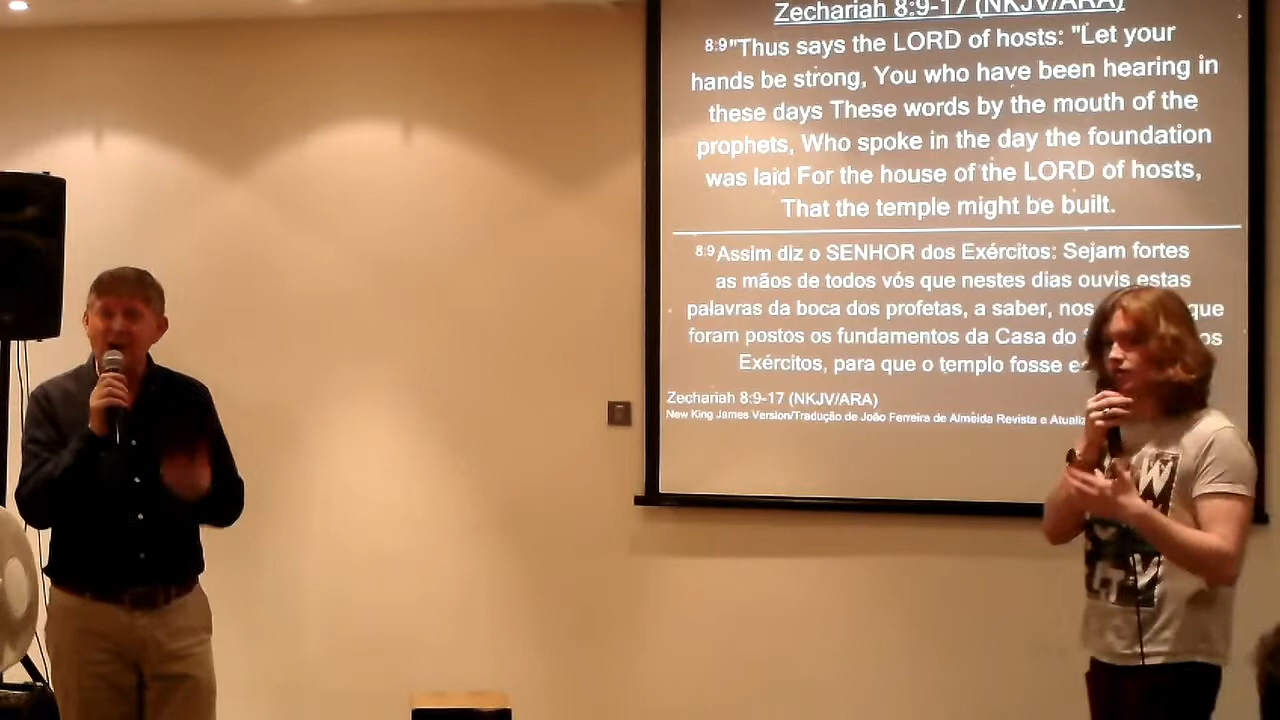 Zechariah 8:9-17 (NKJV/ARA)
8:9 "Thus says the LORD of hosts: "Let your
hands be strong, You who have been hearing in
these days These words by the mouth of the
prophets, Who spoke in the day the foundation
was laid For the house of the LORD of hosts,
That the temple might be built.
8:9 Assim diz o SENHOR dos Exércitos: Sejam fortes
as mãos de todos vós que nestes dias ouvis estas
palavras da boca dos profetas, a saber, nos que
foram postos os fundamentos da Casa do os
Exércitos, para que o templo fosse
Zechariah 8:9-17 (NKJV/ARA)
New King James Version/Tradução de João Ferreira de Almeida Revista e
W